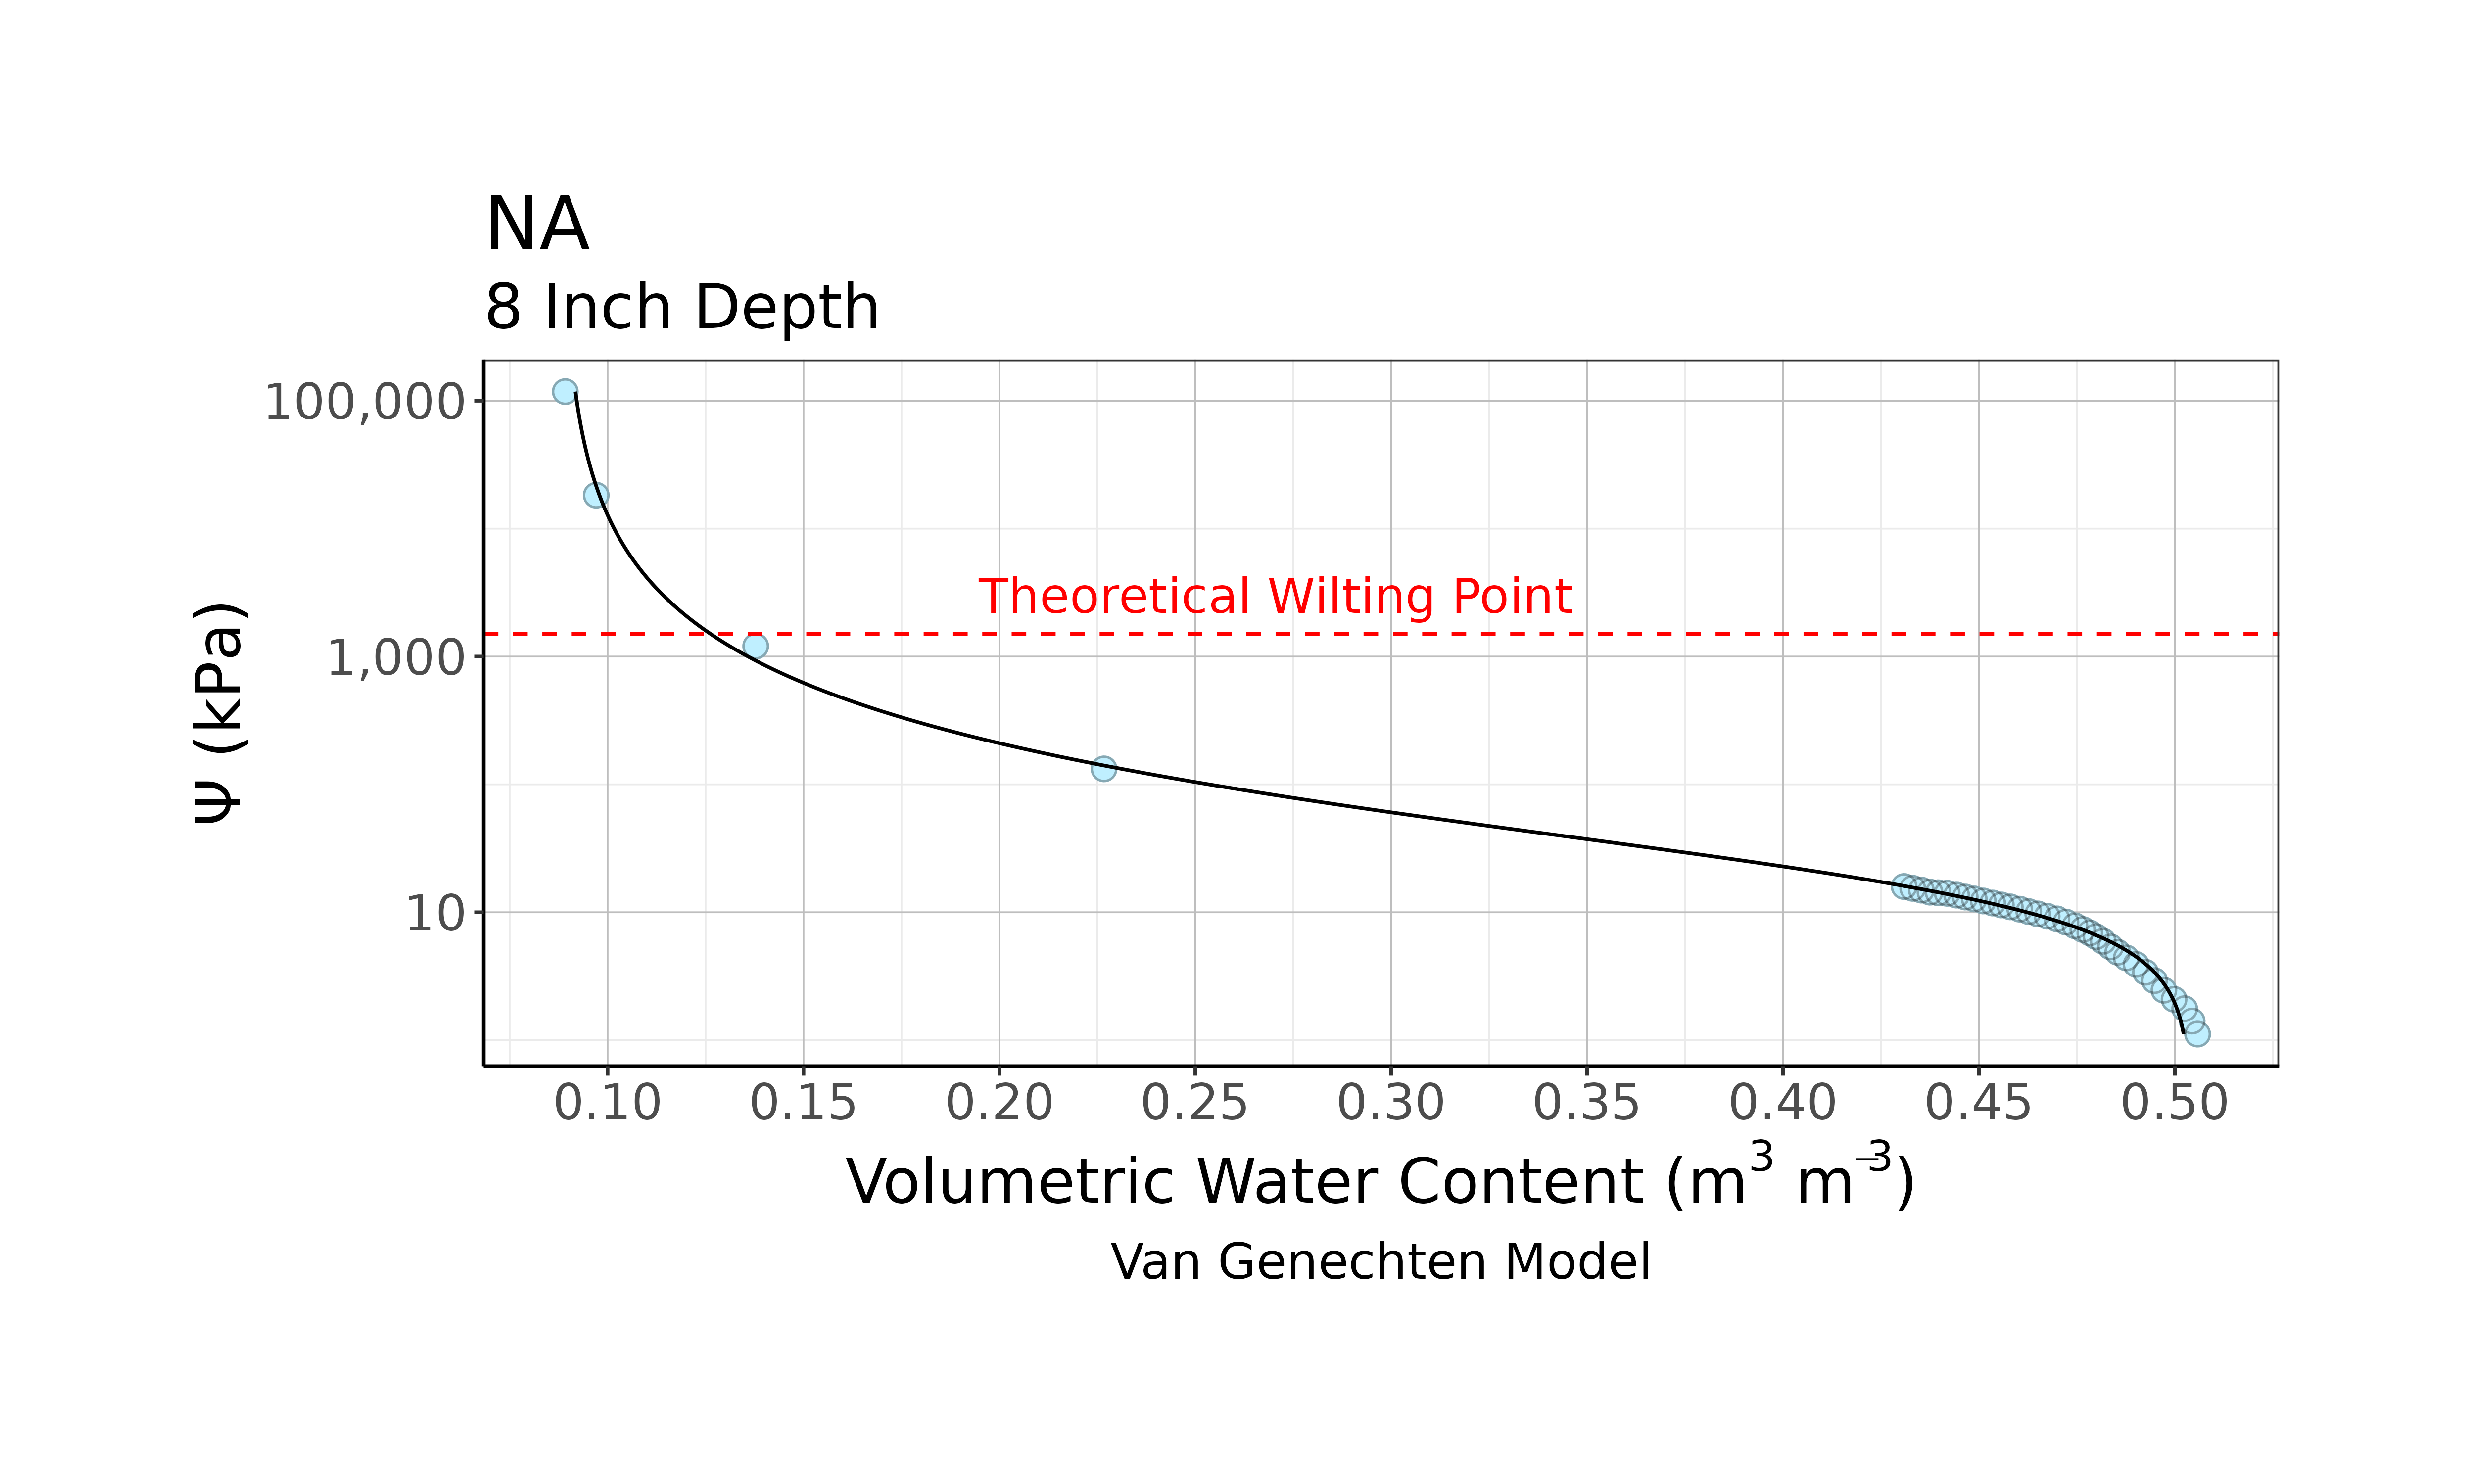 NA
8 Inch Depth
100,000
1,000
10
Ψ (kPa)
Theoretical Wilting Point
0.10 0.15 0.20 0.25 0.30 0.35 0.40 0.45 0.50
Volumetric Water Content (m³ m⁻³)
Van Genechten Model